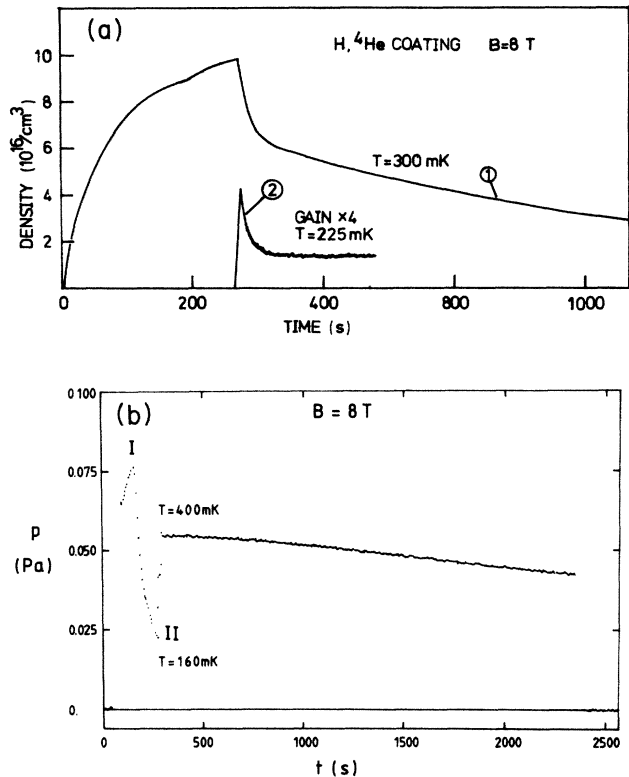 (a)
H, ⁴He COATING B=8 T
DENSITY (10¹⁶/cm³)
10
8
6
4
2
T=300 mK
①
②
GAIN ×4
T=225mK
0 200 400 600 800 1000
TIME (s)
(b)
B = 8 T
0.100
0.075
0.050
0.025
0.
p
(Pa)
I
T=400mK
II
T=160mK
0 500 1000 1500 2000 2500
t (s)